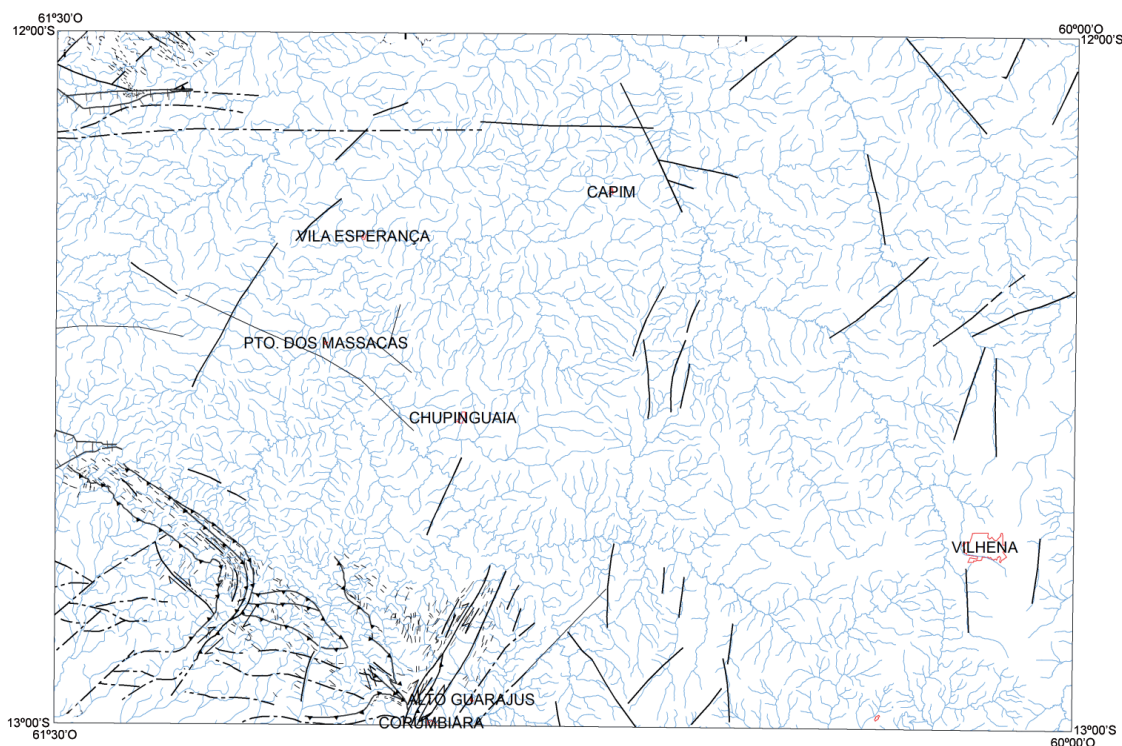 61º30'O
12º00'S
60º00'O
12º00'S
CAPIM
VILA ESPERANÇA
PTO. DOS MASSACAS
CHUPINGUAIA
VILHENA
ALTO GUARAJUS
CORUMBIARA
13º00'S
61º30'O
13º00'S
60º00'O